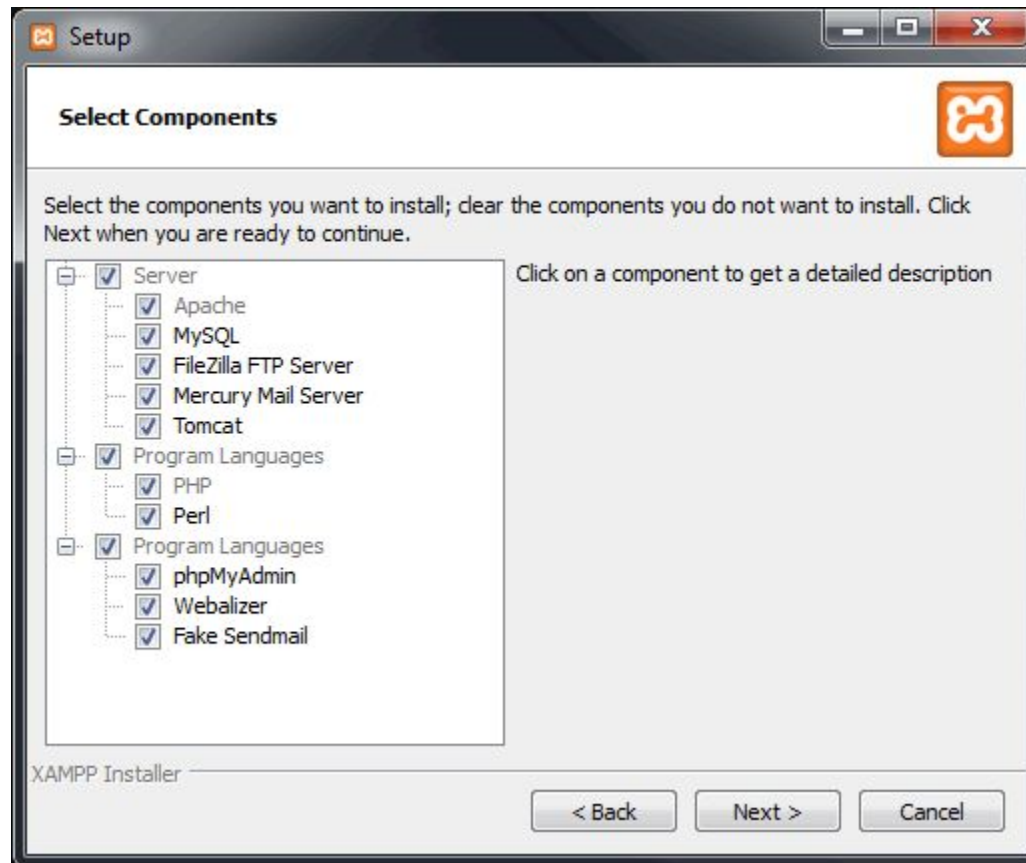 Setup
Select Components
Select the components you want to install; clear the components you do not want to install. Click
Next when you are ready to continue.
Server
Apache
MySQL
FileZilla FTP Server
Mercury Mail Server
Tomcat
Program Languages
PHP
Perl
Program Languages
phpMyAdmin
Webalizer
Fake Sendmail
Click on a component to get a detailed description
XAMPP Installer
< Back
Next >
Cancel